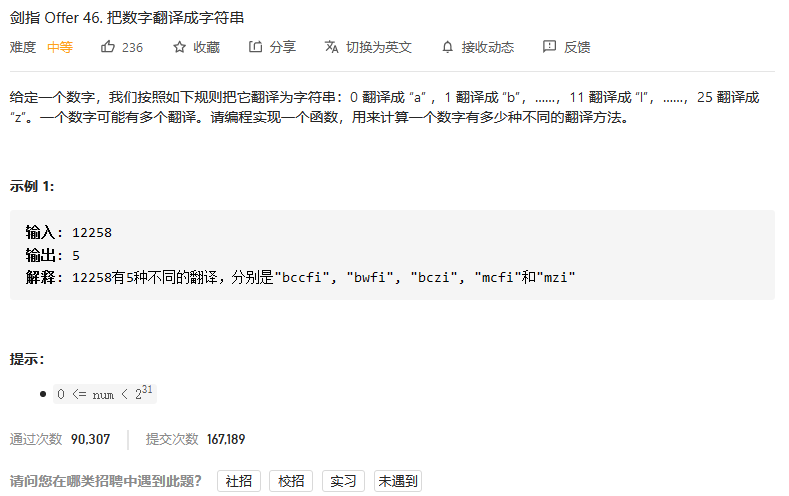 剑指 Offer 46. 把数字翻译成字符串
难度 中等 236 收藏 分享 切换为英文 接收动态 反馈
给定一个数字，我们按照如下规则把它翻译为字符串：0 翻译成 “a” ，1 翻译成 “b”，……，11 翻译成 “l”，……，25 翻译成
“z”。一个数字可能有多个翻译。请编程实现一个函数，用来计算一个数字有多少种不同的翻译方法。
示例 1:
输入: 12258
输出: 5
解释: 12258有5种不同的翻译，分别是"bccfi", "bwfi", "bczi", "mcfi"和"mzi"
提示：
0 <= num < 2³¹
通过次数 90,307 提交次数 167,189
请问您在哪类招聘中遇到此题？ 社招 校招 实习 未遇到